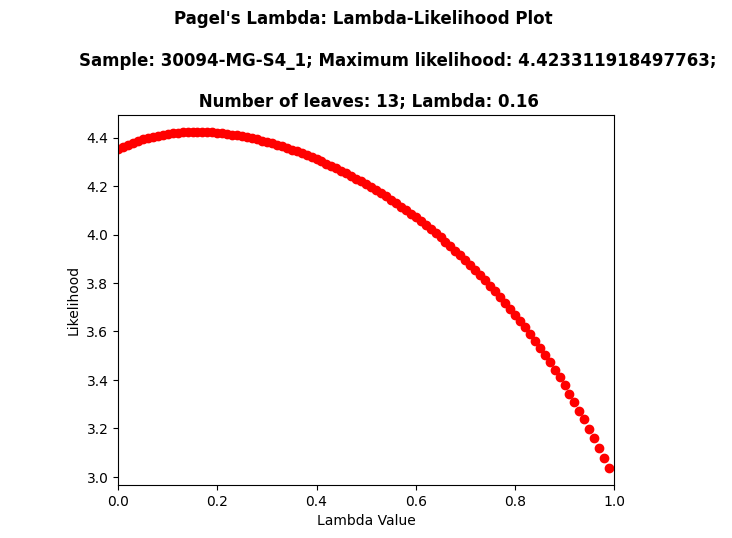 Pagel's Lambda: Lambda-Likelihood Plot
Sample: 30094-MG-S4_1; Maximum likelihood: 4.423311918497763;
Number of leaves: 13; Lambda: 0.16
4.4
4.2
4.0
3.8
3.6
3.4
3.2
3.0
Likelihood
0.0 0.2 0.4 0.6 0.8 1.0
Lambda Value